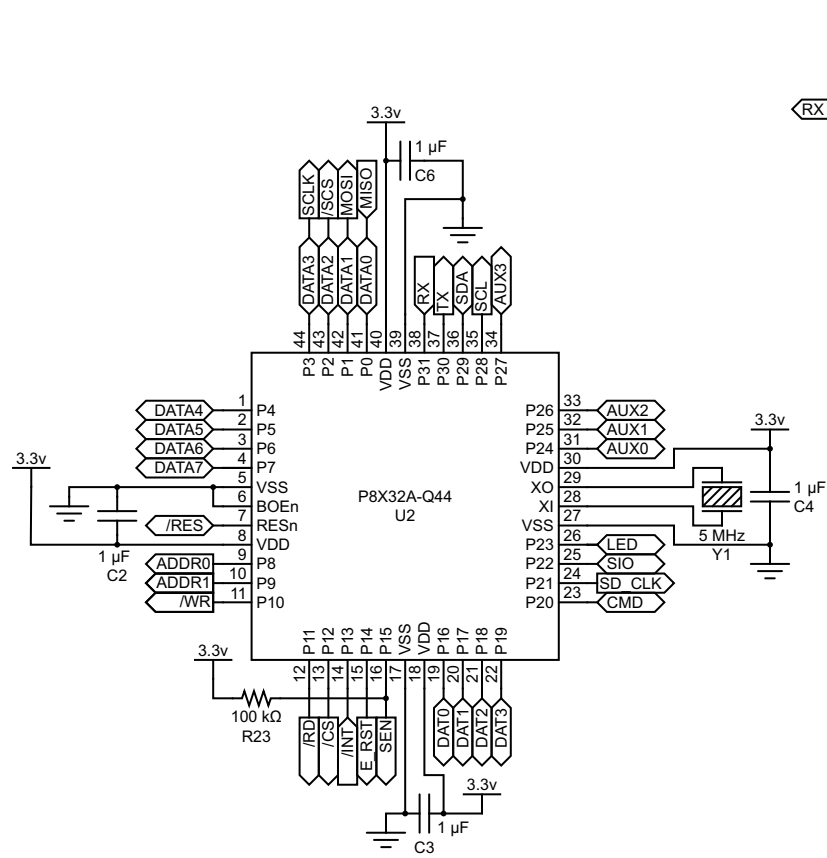 3.3v
RX
1 µF
C6
SCLK
/SCS
MOSI
MISO
DATA3
DATA2
DATA1
DATA0
RX
TX
SDA
SCL
AUX3
44
43
42
41
40
39
38
37
36
35
34
P3
P2
P1
P0
VDD
VSS
P31
P30
P29
P28
P27
DATA4 1 P4
DATA5 2 P5
DATA6 3 P6
DATA7 4 P7
3.3v
5 VSS
6 BOEn
/RES 7 RESn
8 VDD
1 µF
C2
ADDR0 9 P8
ADDR1 10 P9
/WR 11 P10
P8X32A-Q44
U2
P26 33 AUX2
P25 32 AUX1
P24 31 AUX0
VDD 30
XO 29
XI 28
VSS 27
P23 26 LED
P22 25 SIO
P21 24 SD_CLK
P20 23 CMD
3.3v
1 µF
C4
5 MHz
Y1
P11
P12
P13
P14
P15
VSS
VDD
P16
P17
P18
P19
12
13
14
15
16
17
18
19
20
21
22
3.3v
100 kΩ
R23
/RD
/CS
/INT
E_RST
SEN
DAT0
DAT1
DAT2
DAT3
3.3v
1 µF
C3